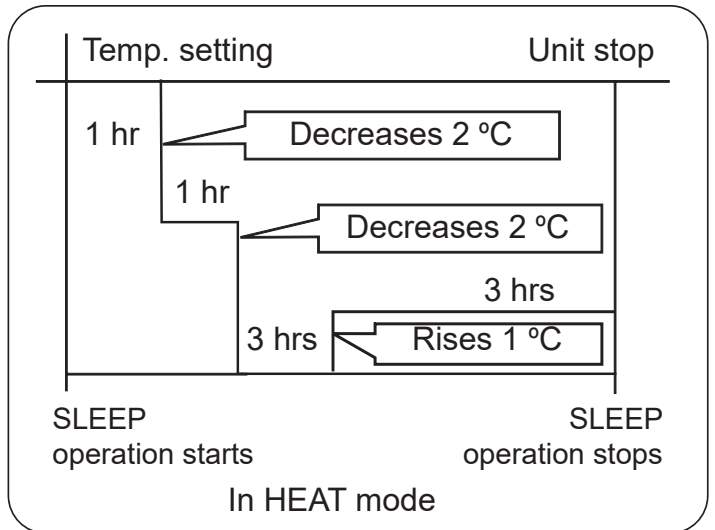 Temp. setting
Unit stop
1 hr
Decreases 2 ºC
1 hr
Decreases 2 ºC
3 hrs
3 hrs
Rises 1 ºC
SLEEP
operation starts
SLEEP
operation stops
In HEAT mode